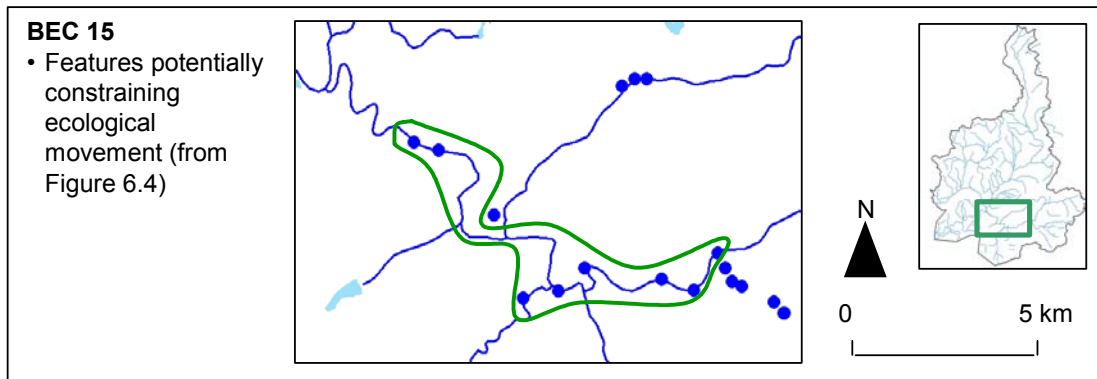 BEC 15
• Features potentially
constraining
ecological
movement (from
Figure 6.4)
N
0 5 km